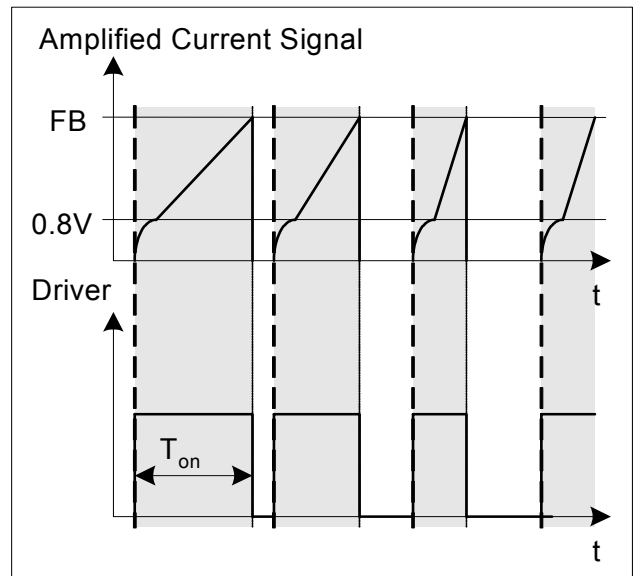 Amplified Current Signal
FB
0.8V
Driver
t
Ton
t